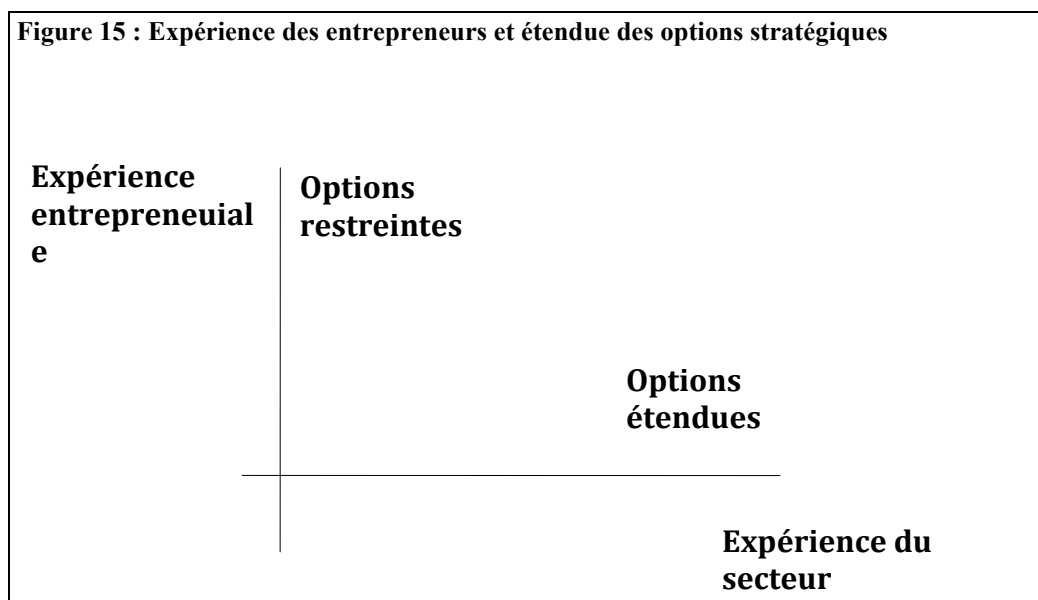 Figure 15 : Expérience des entrepreneurs et étendue des options stratégiques
Expérience
entrepreneuial
e
Options
restreintes
Options
étendues
Expérience du
secteur